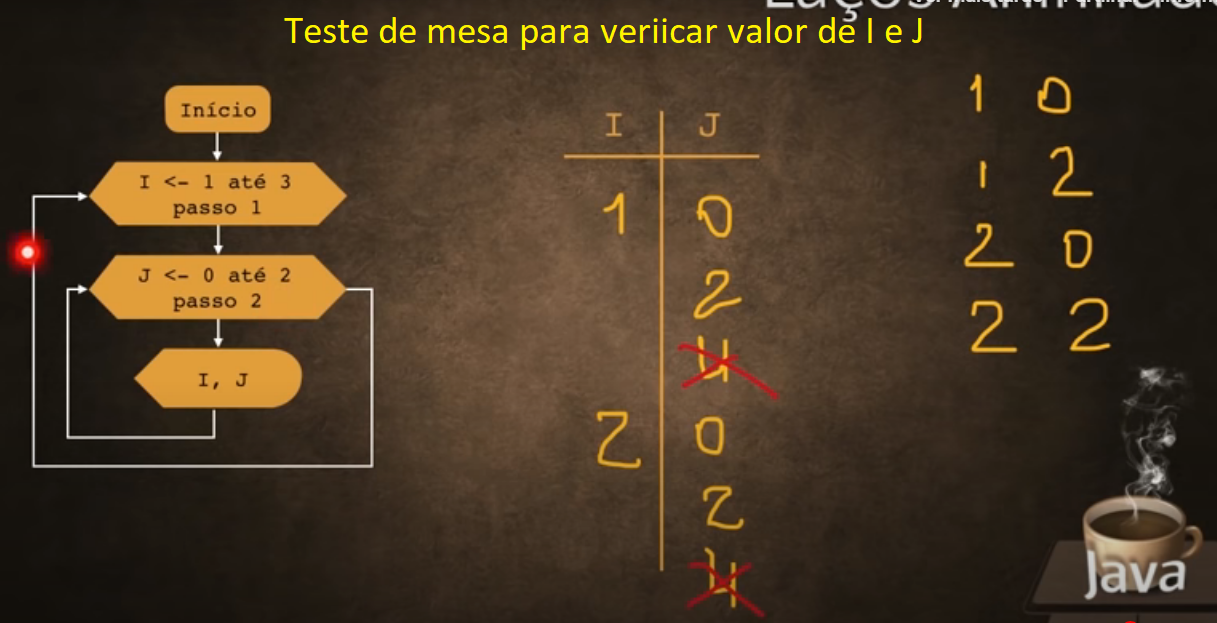 Teste de mesa para veriicar valor de I e J
Início
I <- 1 até 3
passo 1
J <- 0 até 2
passo 2
I, J
I J
1 0
2
4
2 0
2
4
1 0
1 2
2 0
2 2
Java